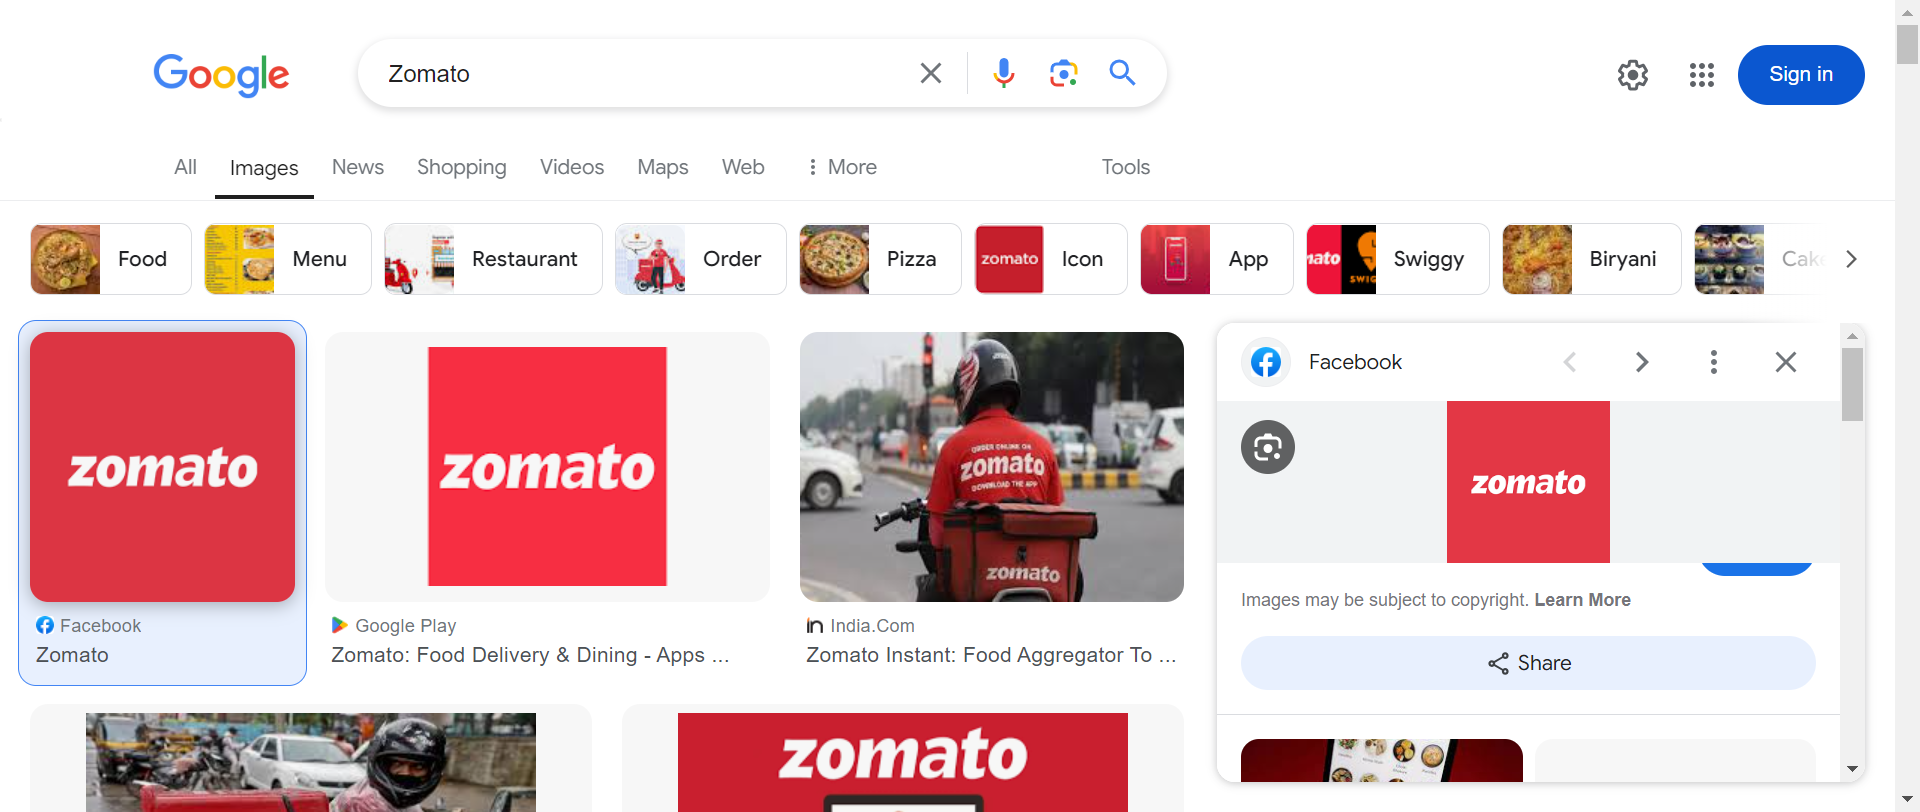 Google
Zomato
Sign in
All
Images
News
Shopping
Videos
Maps
Web
More
Tools
Food
Menu
Restaurant
Order
Pizza
zomato
Icon
App
mato
SWIG
Swiggy
Biryani
Cake
zomato
Facebook
Zomato
zomato
Google Play
Zomato: Food Delivery & Dining - Apps ...
ORDER ONLINE ON
zomato
DOWNLOAD THE APP
zomato
India.Com
Zomato Instant: Food Aggregator To ...
Facebook
zomato
Images may be subject to copyright. Learn More
Share
zomato